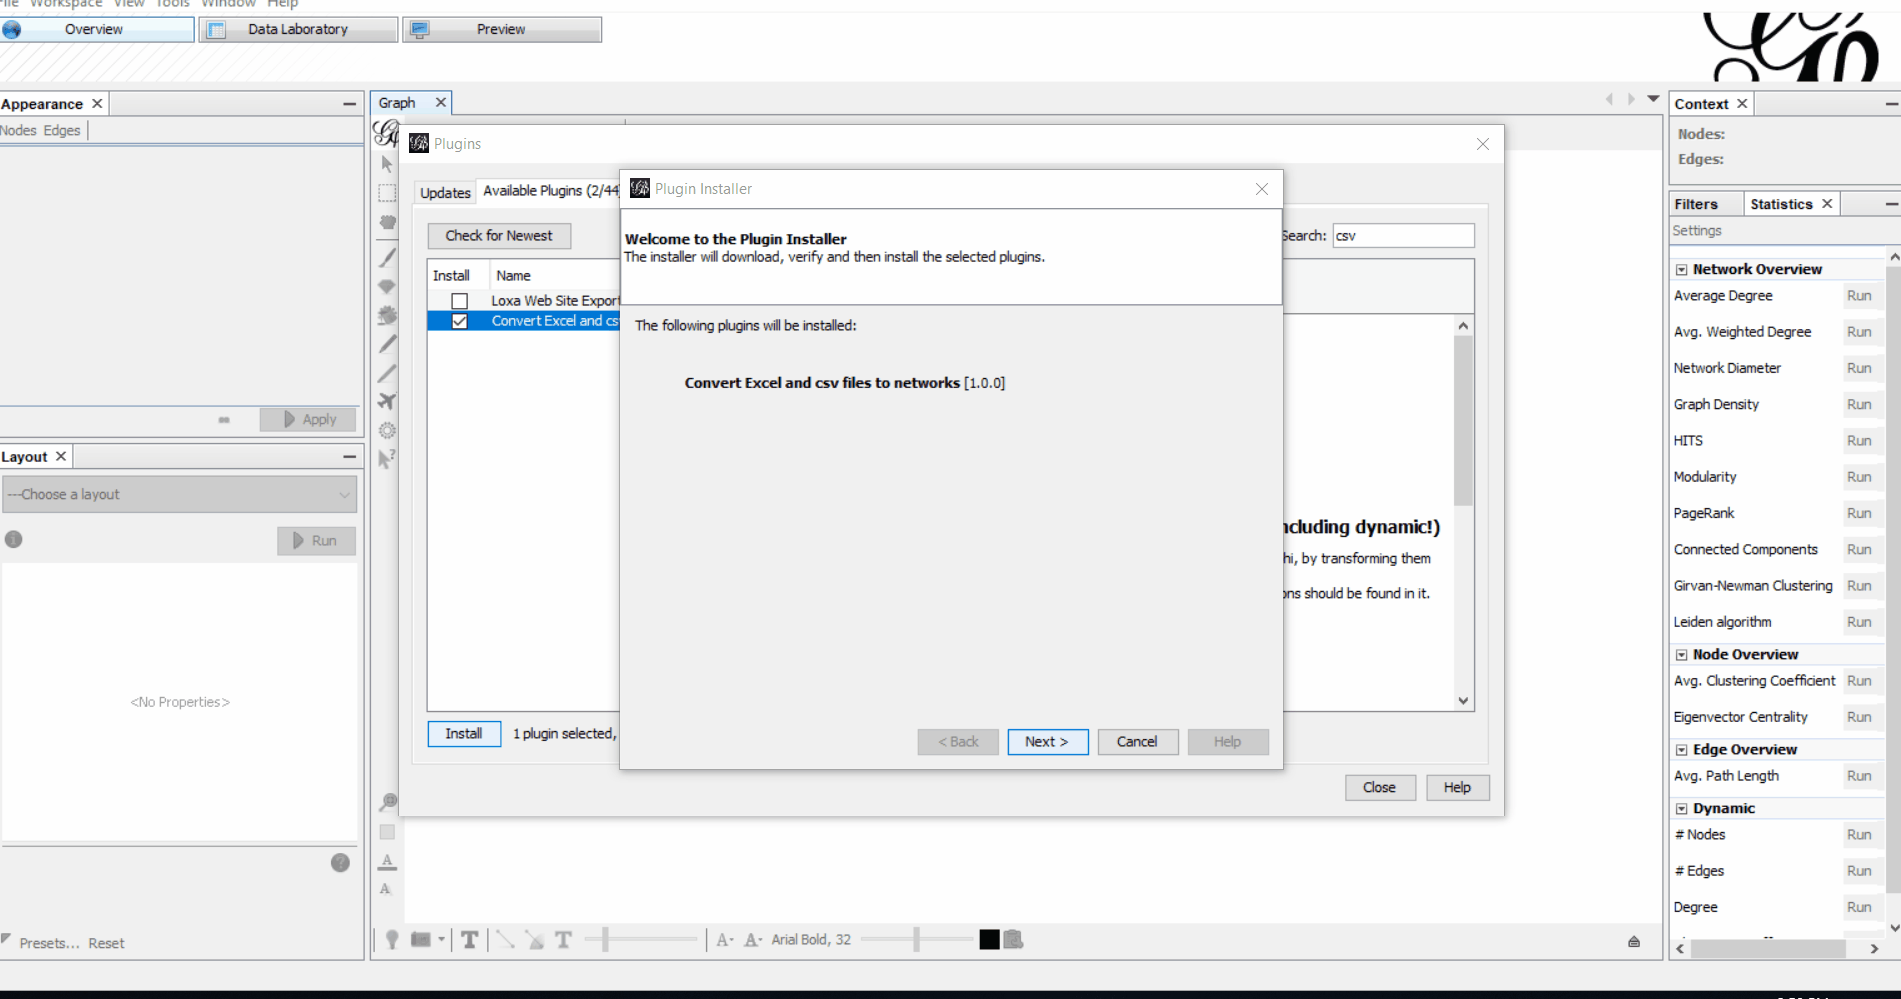 File Workspace View Tools Window Help
Overview
Data Laboratory
Preview
Appearance
Nodes Edges
Apply
Layout
---Choose a layout
Run
<No Properties>
Presets... Reset
Graph
Plugins
Updates
Available Plugins (2/44
Check for Newest
Search: csv
Install Name
Loxa Web Site Export
Convert Excel and cs
ncluding dynamic!)
hi, by transforming them
ons should be found in it.
Install
1 plugin selected,
Close
Help
Plugin Installer
Welcome to the Plugin Installer
The installer will download, verify and then install the selected plugins.
The following plugins will be installed:
Convert Excel and csv files to networks [1.0.0]
< Back
Next >
Cancel
Help
Arial Bold, 32
Context
Nodes:
Edges:
Filters
Statistics
Settings
Network Overview
Average Degree Run
Avg. Weighted Degree Run
Network Diameter Run
Graph Density Run
HITS Run
Modularity Run
PageRank Run
Connected Components Run
Girvan-Newman Clustering Run
Leiden algorithm Run
Node Overview
Avg. Clustering Coefficient Run
Eigenvector Centrality Run
Edge Overview
Avg. Path Length Run
Dynamic
# Nodes Run
# Edges Run
Degree Run